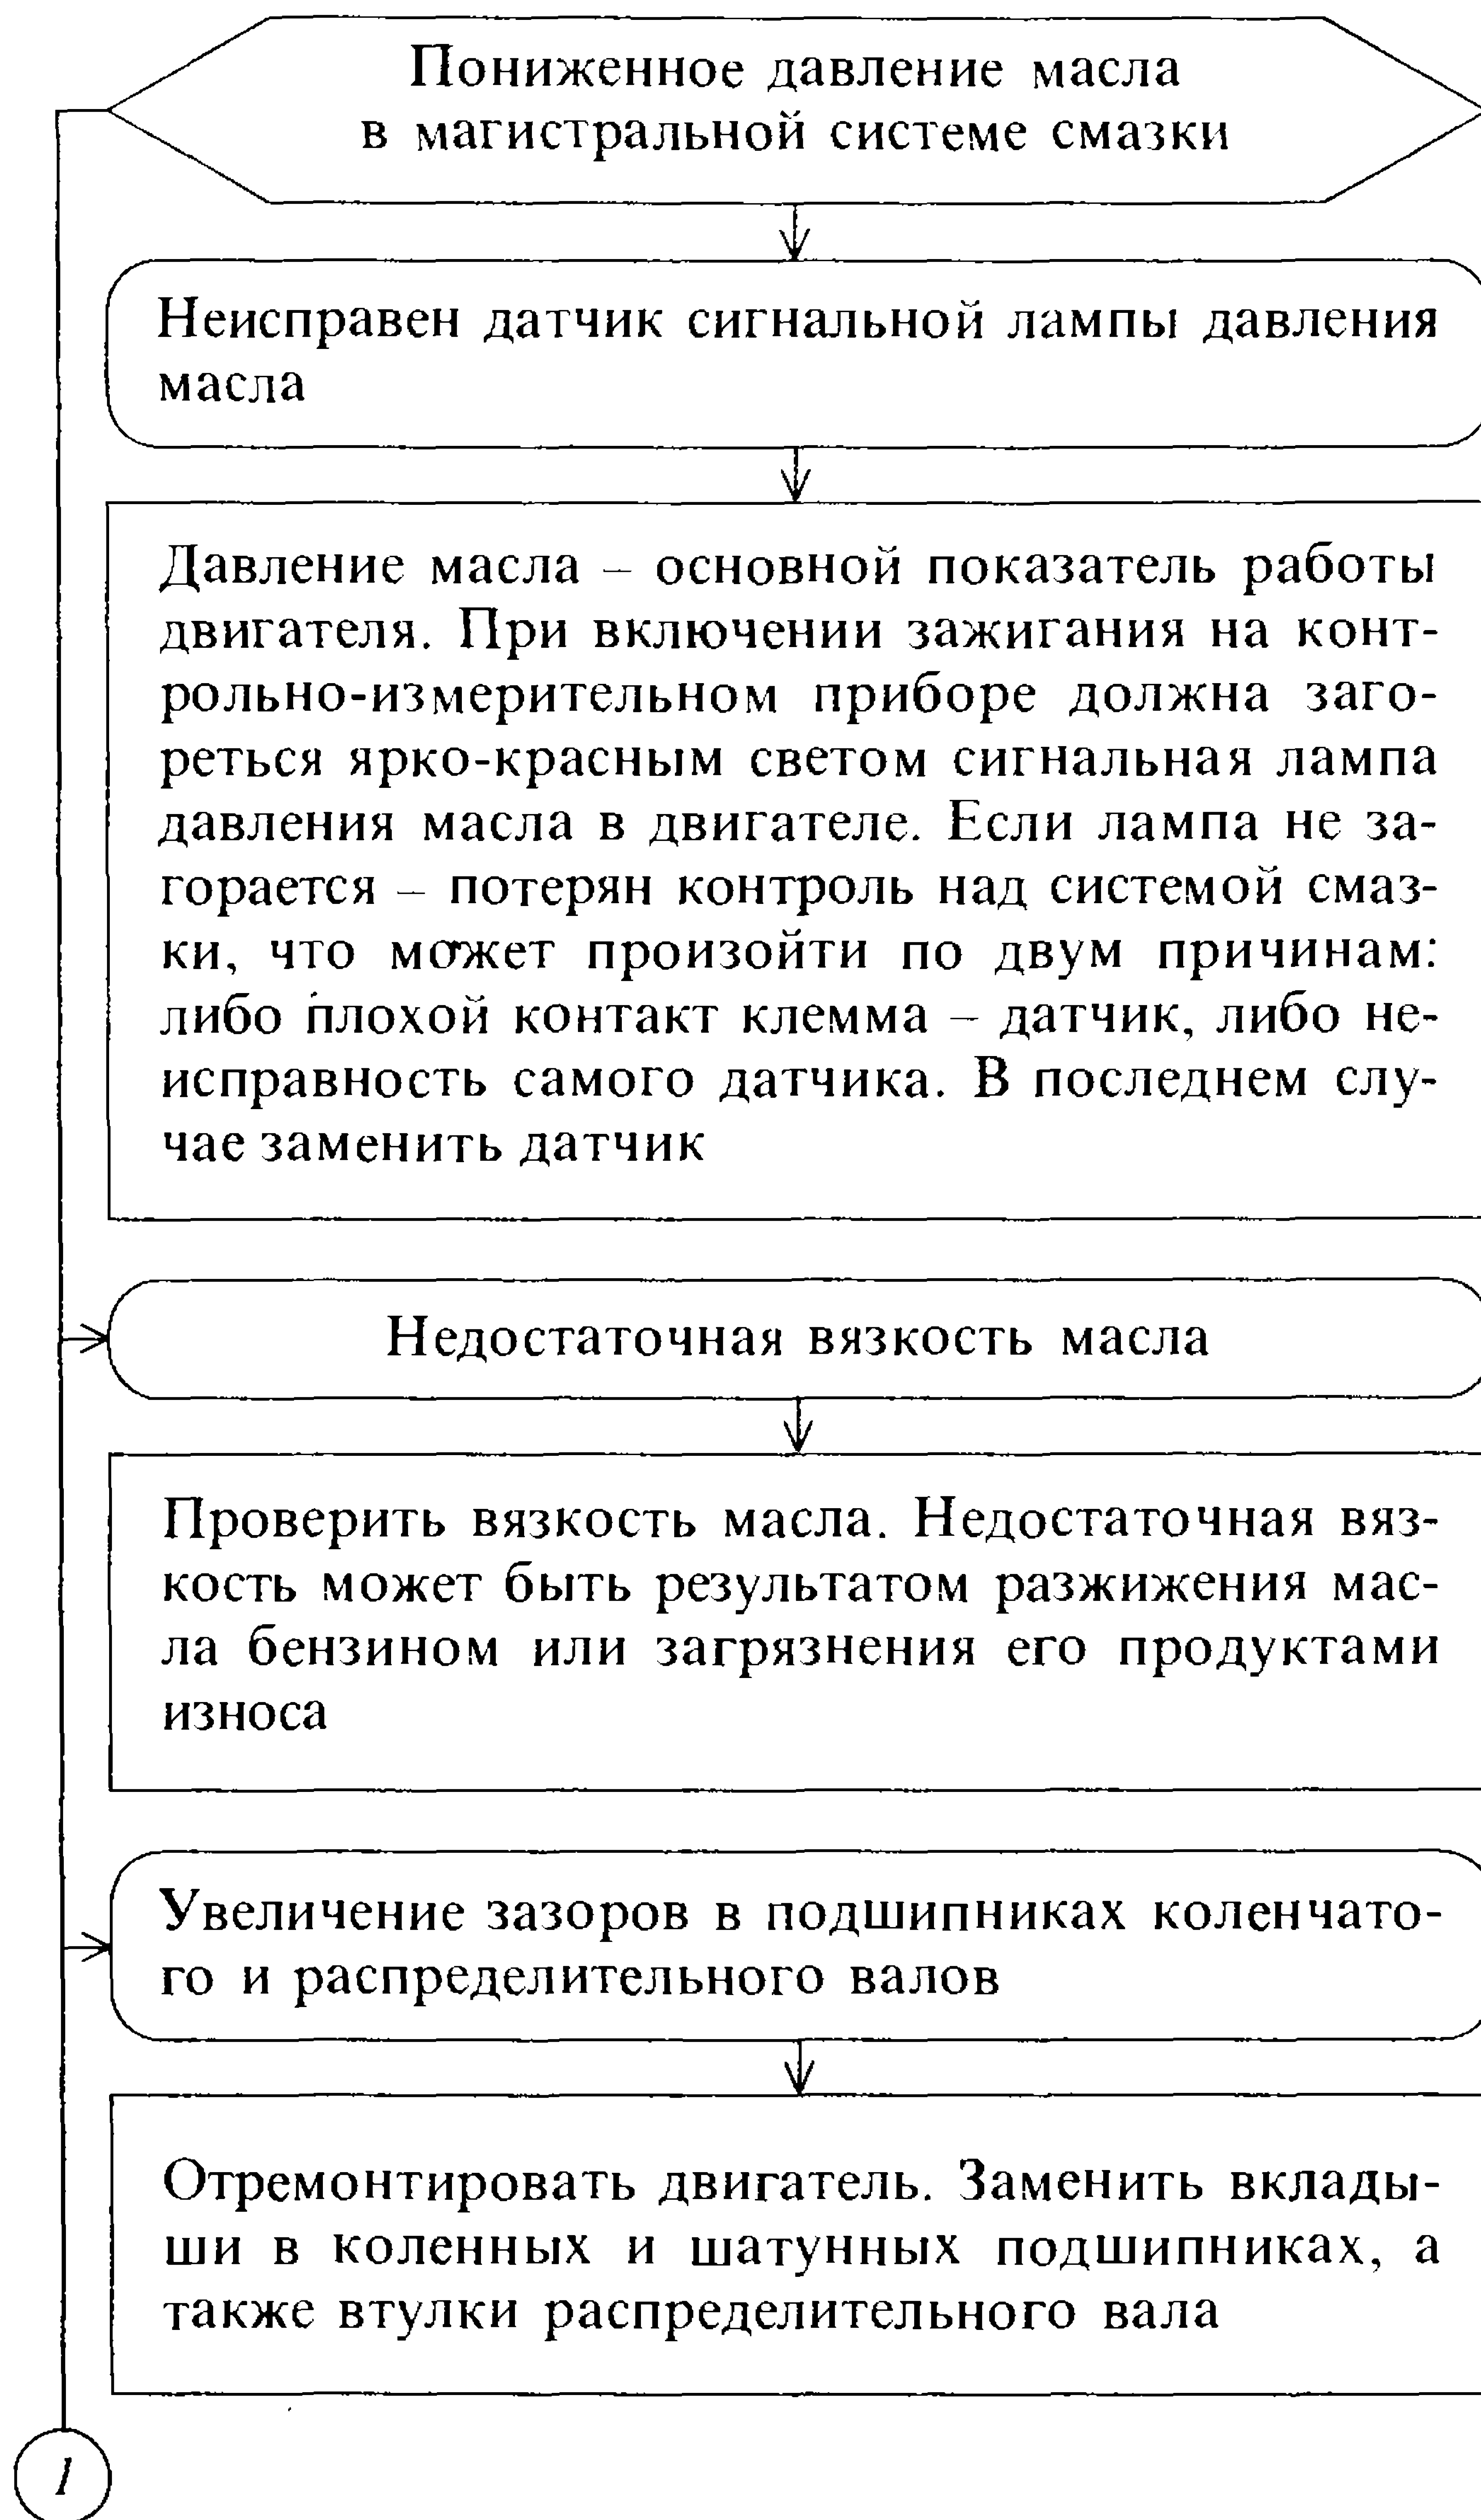 Пониженное давление масла
в магистральной системе смазки
Неисправен датчик сигнальной лампы давления
масла
Давление масла – основной показатель работы
двигателя. При включении зажигания на конт-
рольно-измерительном приборе должна заго-
реться ярко-красным светом сигнальная лампа
давления масла в двигателе. Если лампа не за-
горается – потерян контроль над системой смаз-
ки, что может произойти по двум причинам:
либо плохой контакт клемма – датчик, либо не-
исправность самого датчика. В последнем слу-
чае заменить датчик
Недостаточная вязкость масла
Проверить вязкость масла. Недостаточная вяз-
кость может быть результатом разжижения мас-
ла бензином или загрязнения его продуктами
износа
Увеличение зазоров в подшипниках коленчато-
го и распределительного валов
Отремонтировать двигатель. Заменить вклады-
ши в коленных и шатунных подшипниках, а
также втулки распределительного вала
1